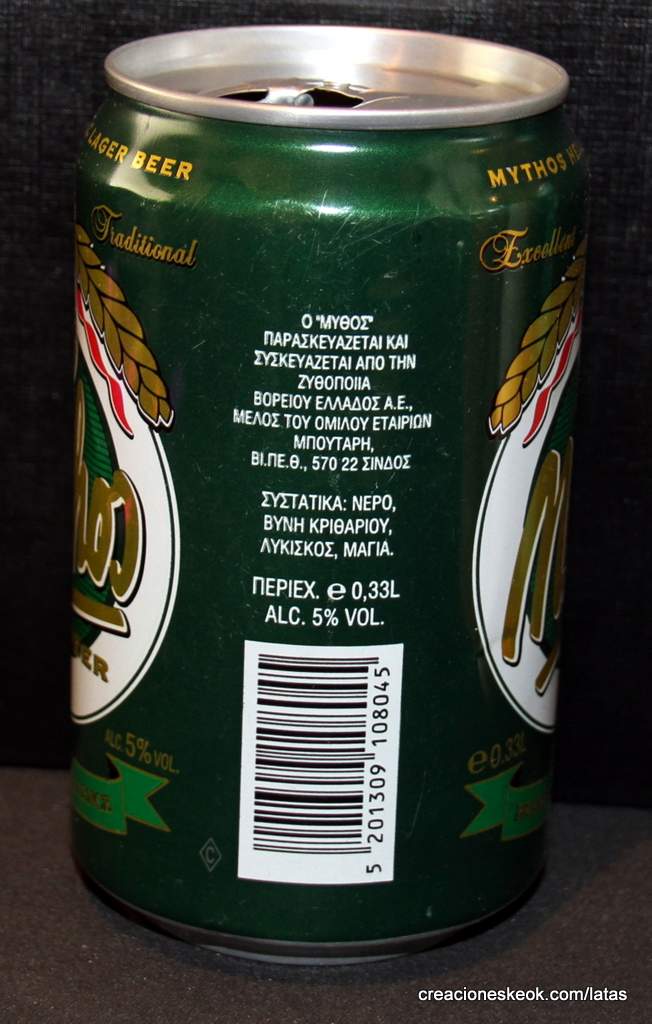 LAGER BEER
MYTHOS
Traditional
Excellent
Ο "ΜΥΘΟΣ"
ΠΑΡΑΣΚΕΥΑΖΕΤΑΙ ΚΑΙ
ΣΥΣΚΕΥΑΖΕΤΑΙ ΑΠΟ ΤΗΝ
ΖΥΘΟΠΟΙΙΑ
ΒΟΡΕΙΟΥ ΕΛΛΑΔΟΣ Α.Ε.,
ΜΕΛΟΣ ΤΟΥ ΟΜΙΛΟΥ ΕΤΑΙΡΙΩΝ
ΜΠΟΥΤΑΡΗ,
ΒΙ.ΠΕ.Θ., 570 22 ΣΙΝΔΟΣ
ΣΥΣΤΑΤΙΚΑ: ΝΕΡΟ,
ΒΥΝΗ ΚΡΙΘΑΡΙΟΥ,
ΛΥΚΙΣΚΟΣ, ΜΑΓΙΑ.
ΠΕΡΙΕΧ. e 0,33L
ALC. 5% VOL.
ALC. 5% VOL.
e 0.33L
5 201309 108045
C
creacioneskeok.com/latas